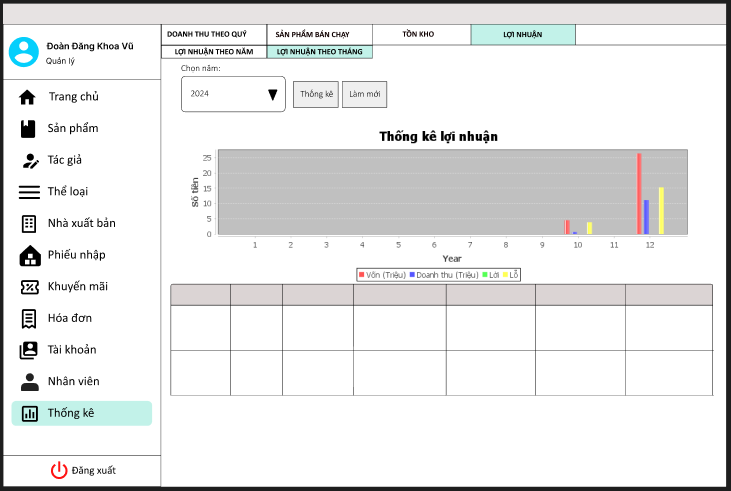 Đoàn Đăng Khoa Vũ
Quản lý
Trang chủ
Sản phẩm
Tác giả
Thể loại
Nhà xuất bản
Phiếu nhập
Khuyến mãi
Hóa đơn
Tài khoản
Nhân viên
Thống kê
Đăng xuất
DOANH THU THEO QUÝ SẢN PHẨM BÁN CHẠY TỒN KHO LỢI NHUẬN
LỢI NHUẬN THEO NĂM LỢI NHUẬN THEO THÁNG
Chọn năm:
2024 Thống kê Làm mới
Thống kê lợi nhuận
Số tiền
25
20
15
10
5
0
1 2 3 4 5 6 7 8 9 10 11 12
Year
Vốn (Triệu) Doanh thu (Triệu) Lời Lỗ